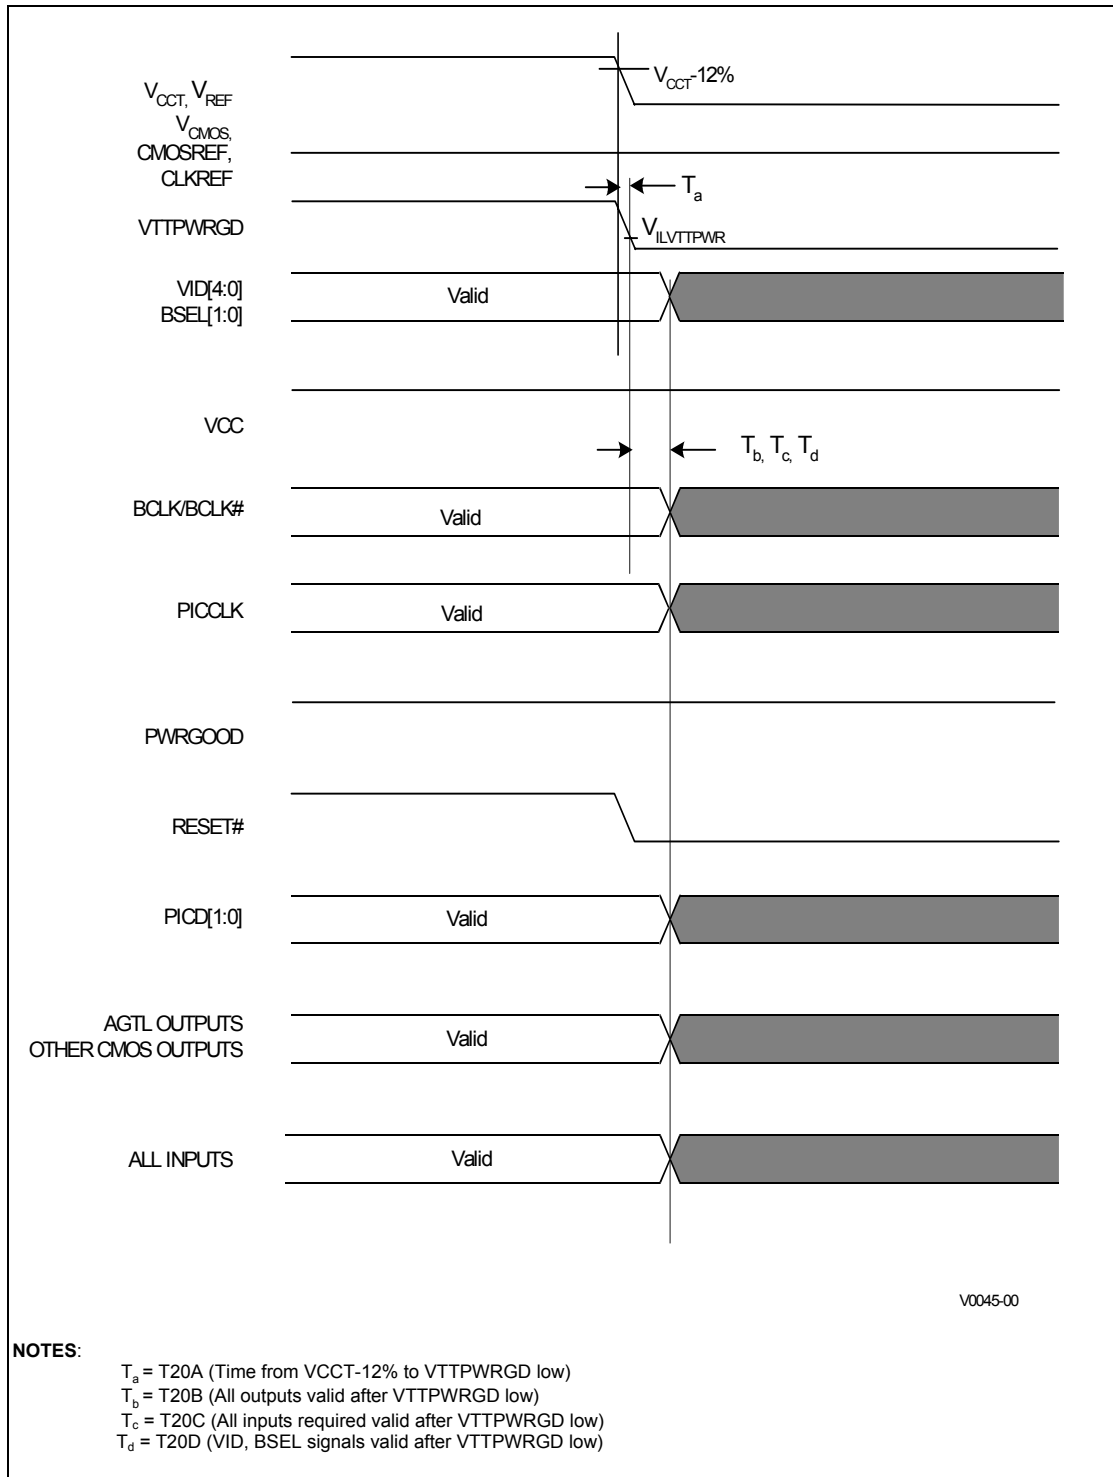 V_CCT-12%
V_CCT, V_REF
V_CMOS,
CMOSREF,
CLKREF
T_a
VTTPWRGD
V_ILVTTPWR
VID[4:0]
BSEL[1:0]
Valid
VCC
T_b, T_c, T_d
BCLK/BCLK#
Valid
PICCLK
Valid
PWRGOOD
RESET#
PICD[1:0]
Valid
AGTL OUTPUTS
OTHER CMOS OUTPUTS
Valid
ALL INPUTS
Valid
V0045-00
NOTES:
T_a = T20A (Time from VCCT-12% to VTTPWRGD low)
T_b = T20B (All outputs valid after VTTPWRGD low)
T_c = T20C (All inputs required valid after VTTPWRGD low)
T_d = T20D (VID, BSEL signals valid after VTTPWRGD low)